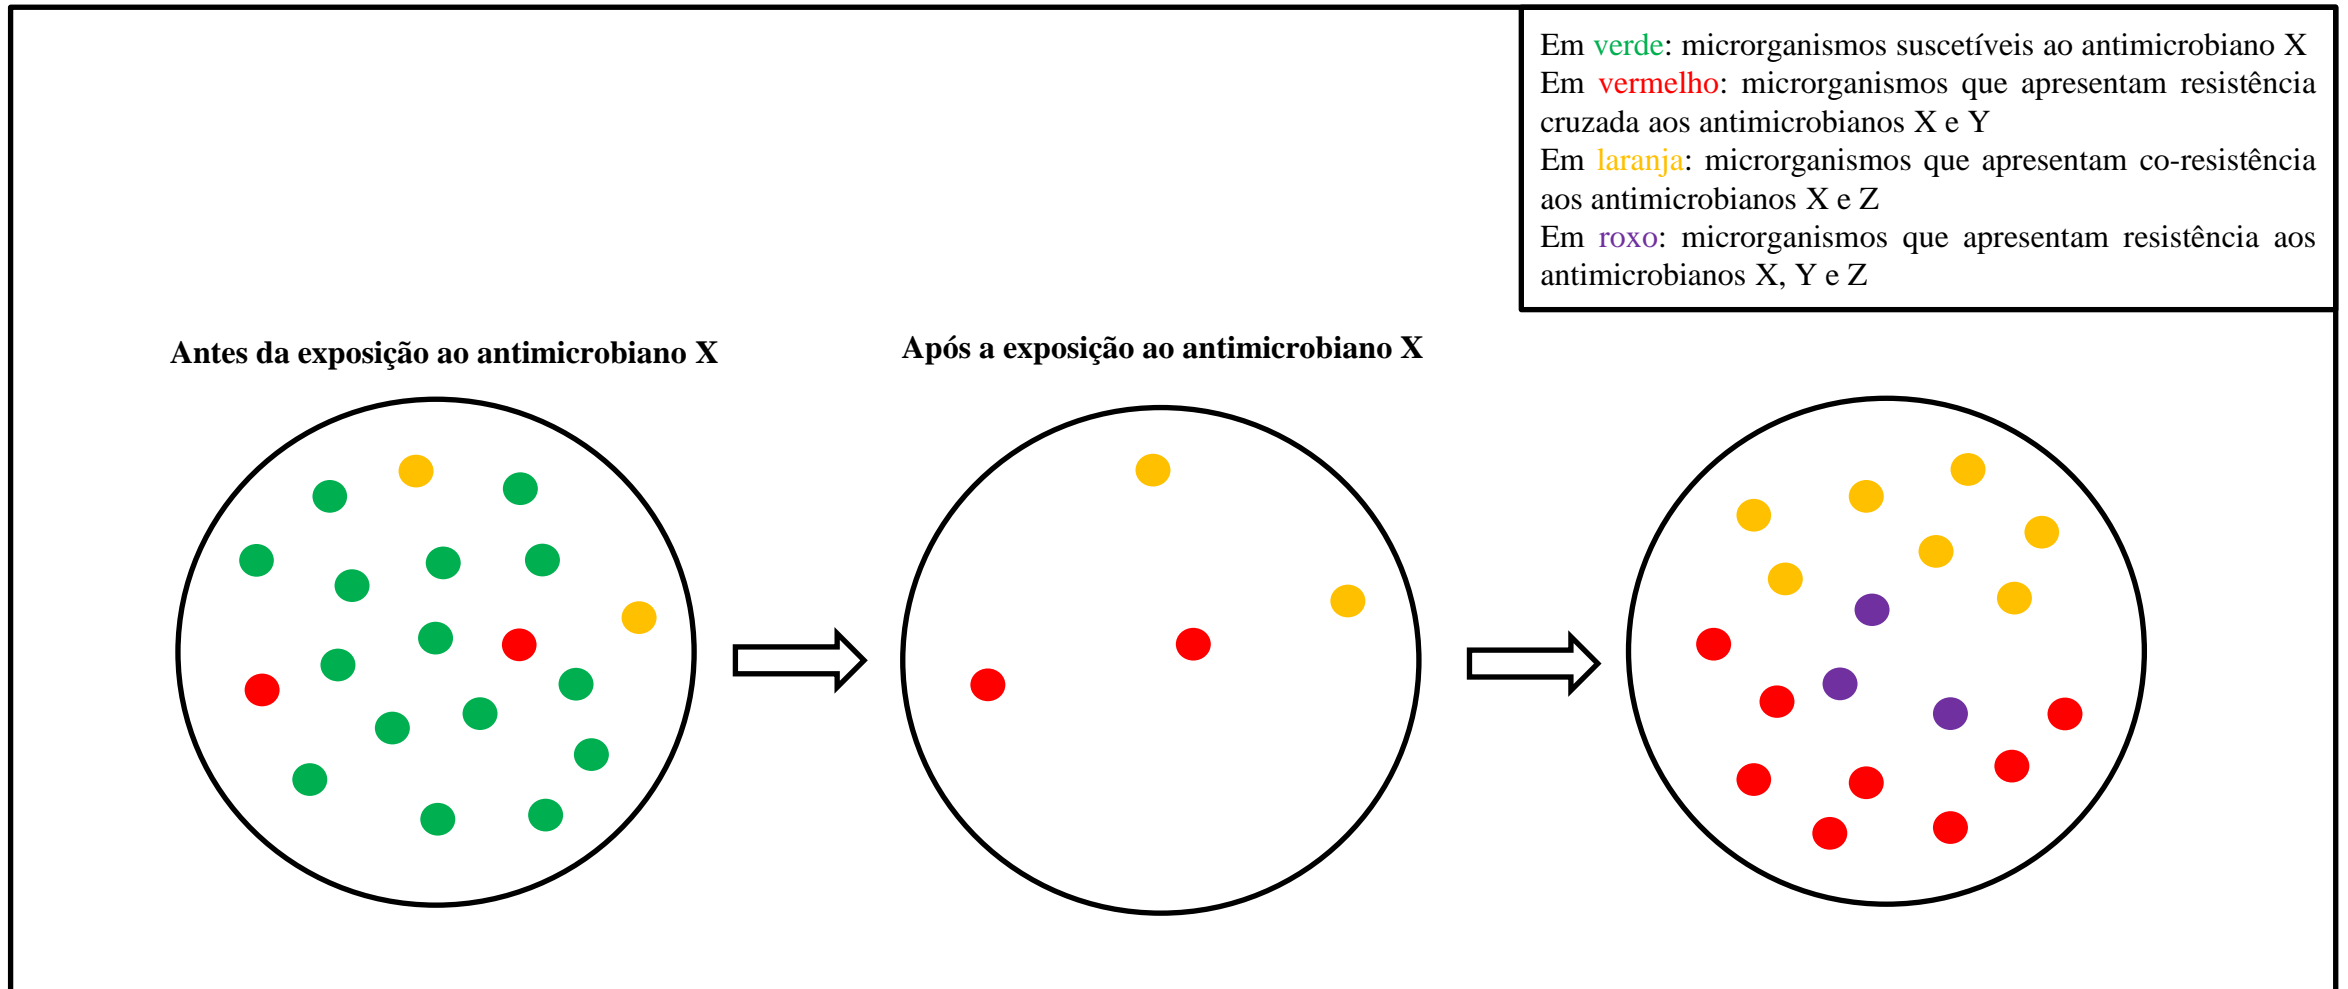 Em verde: microrganismos suscetíveis ao antimicrobiano X
Em vermelho: microrganismos que apresentam resistência
cruzada aos antimicrobianos X e Y
Em laranja: microrganismos que apresentam co-resistência
aos antimicrobianos X e Z
Em roxo: microrganismos que apresentam resistência aos
antimicrobianos X, Y e Z
Antes da exposição ao antimicrobiano X
Após a exposição ao antimicrobiano X